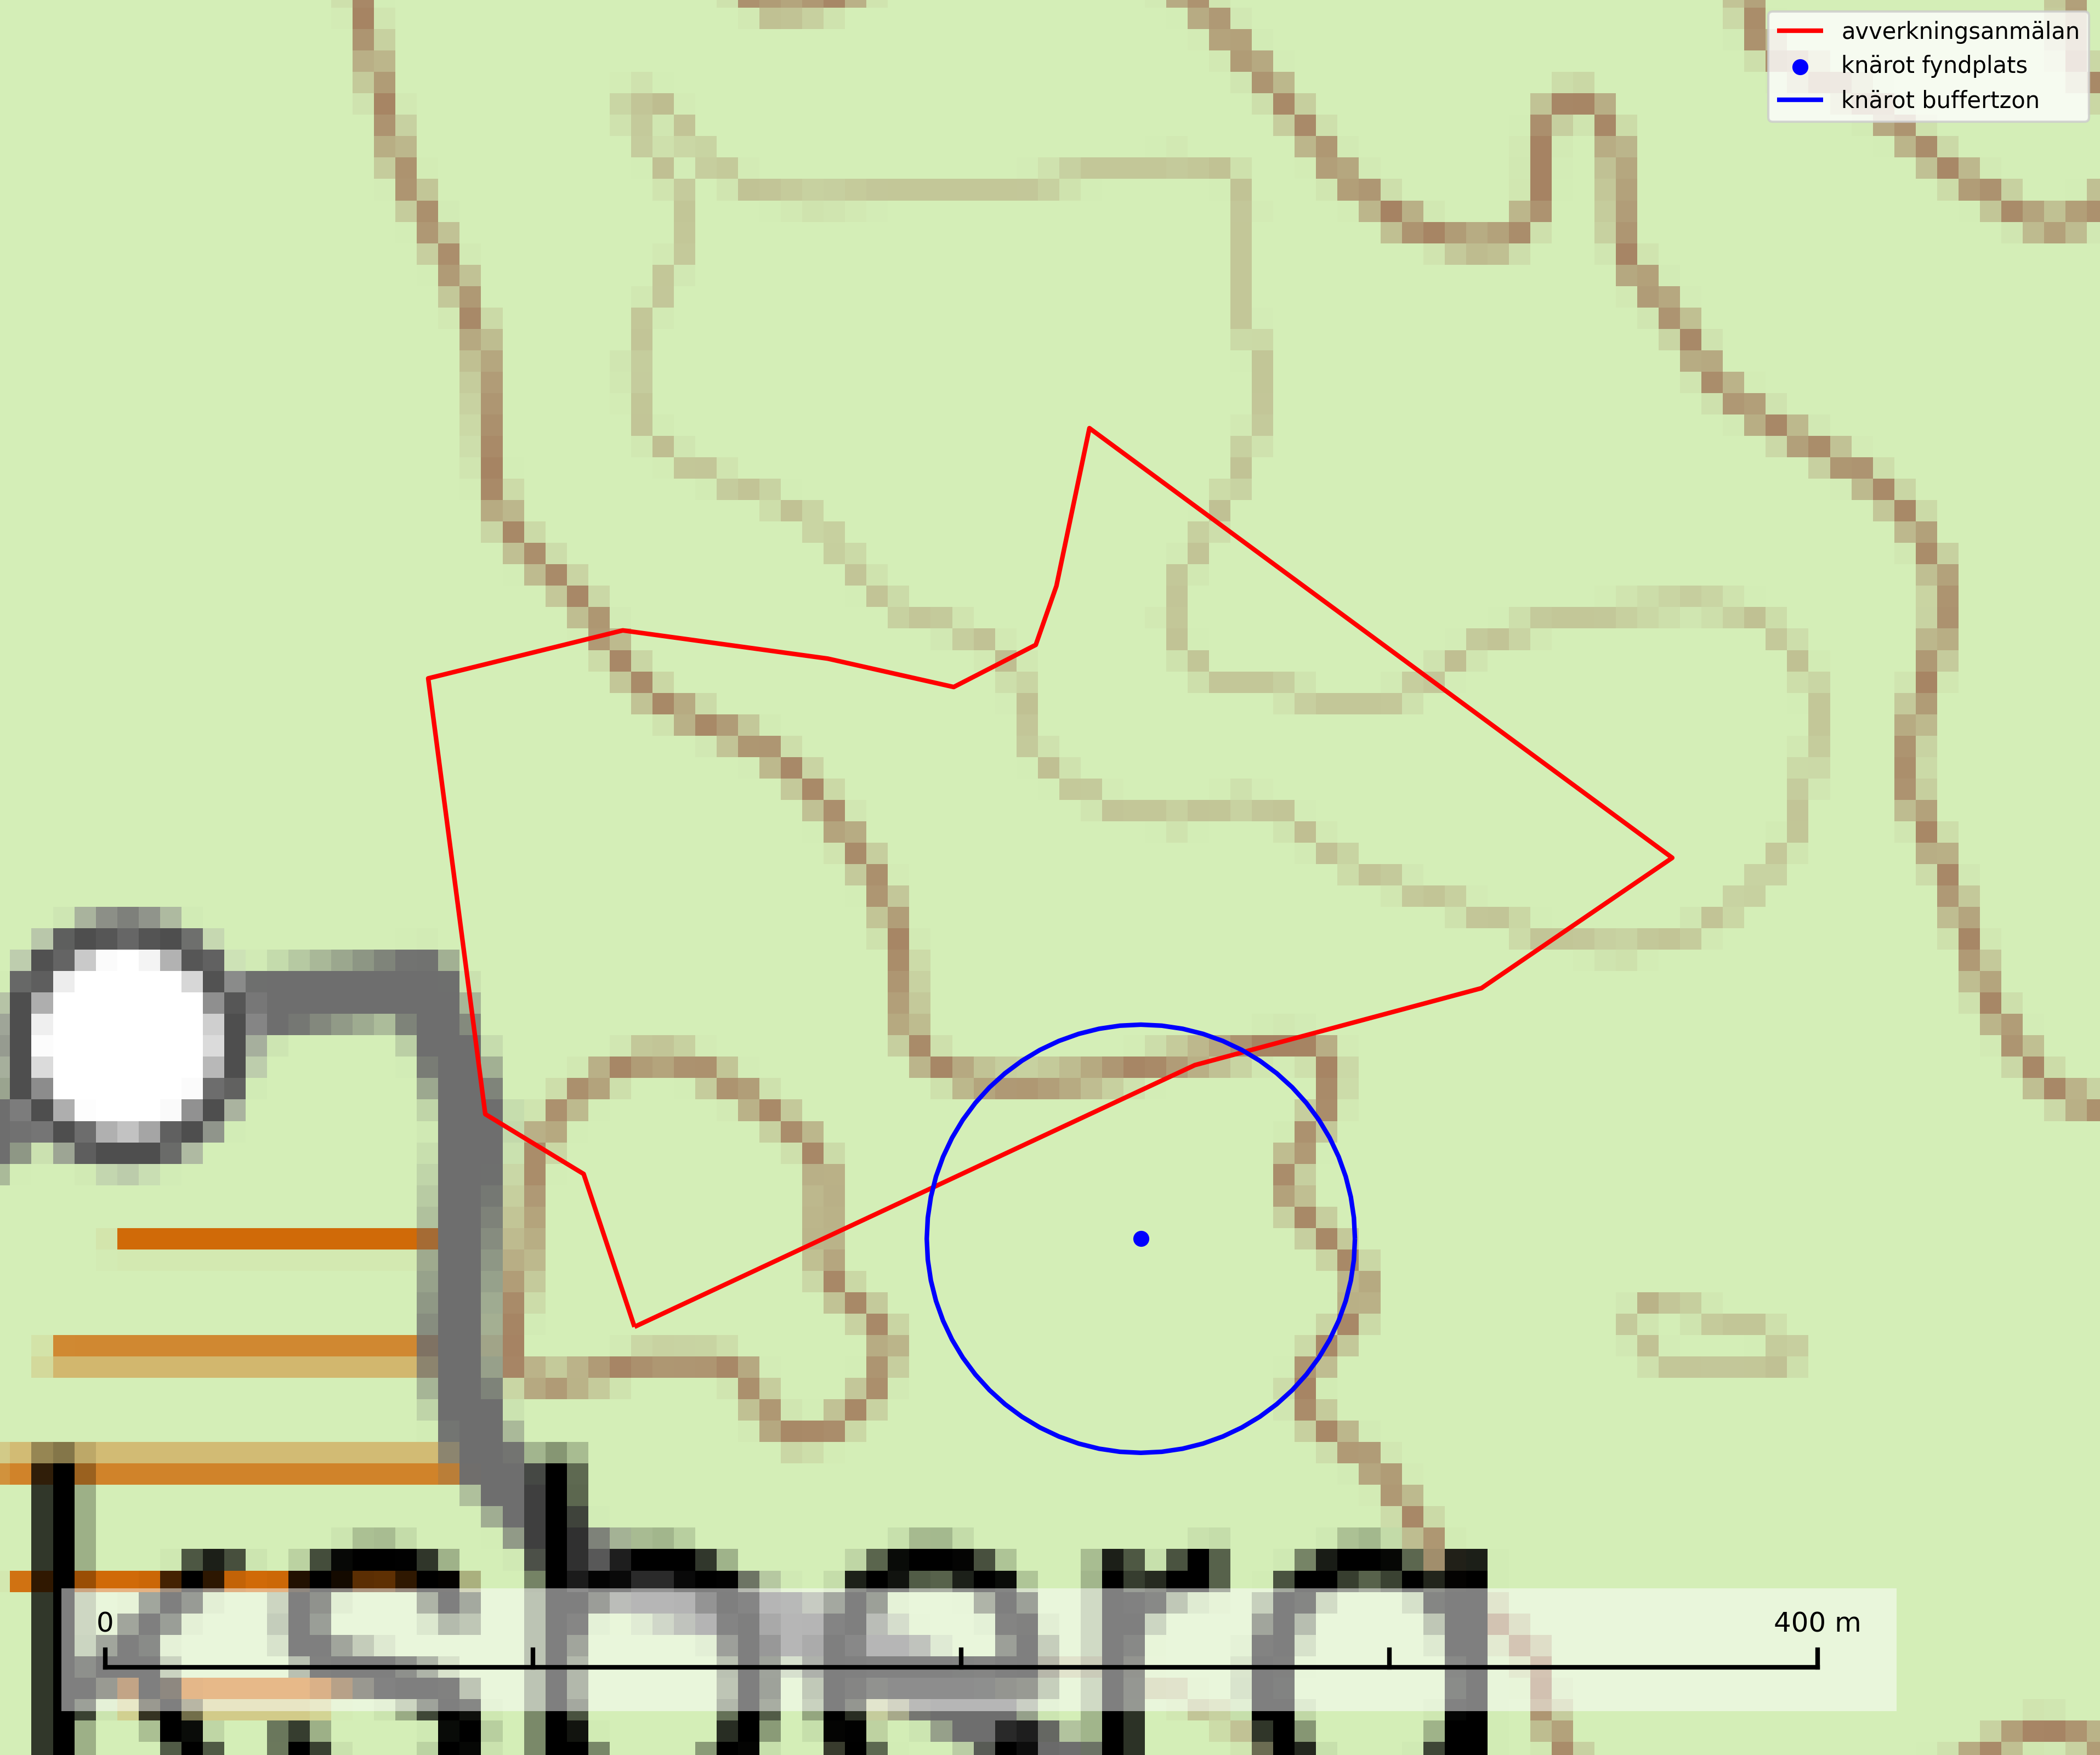 avverkningsanmälan
knärot fyndplats
knärot buffertzon
0
400 m